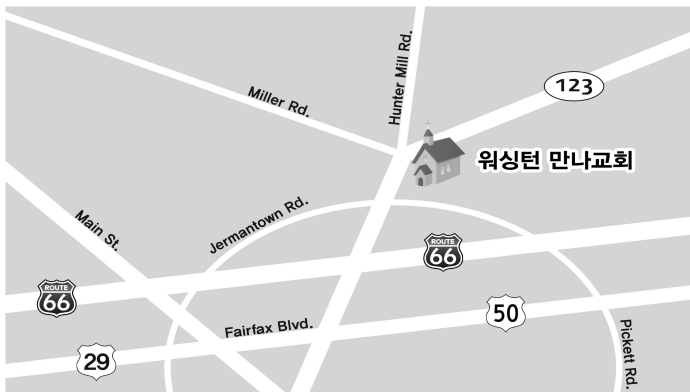 Hunter Mill Rd.
Miller Rd.
123
워싱턴 만나교회
Jermantown Rd.
Main St.
ROUTE
66
ROUTE
66
Fairfax Blvd.
50
29
Pickett Rd.